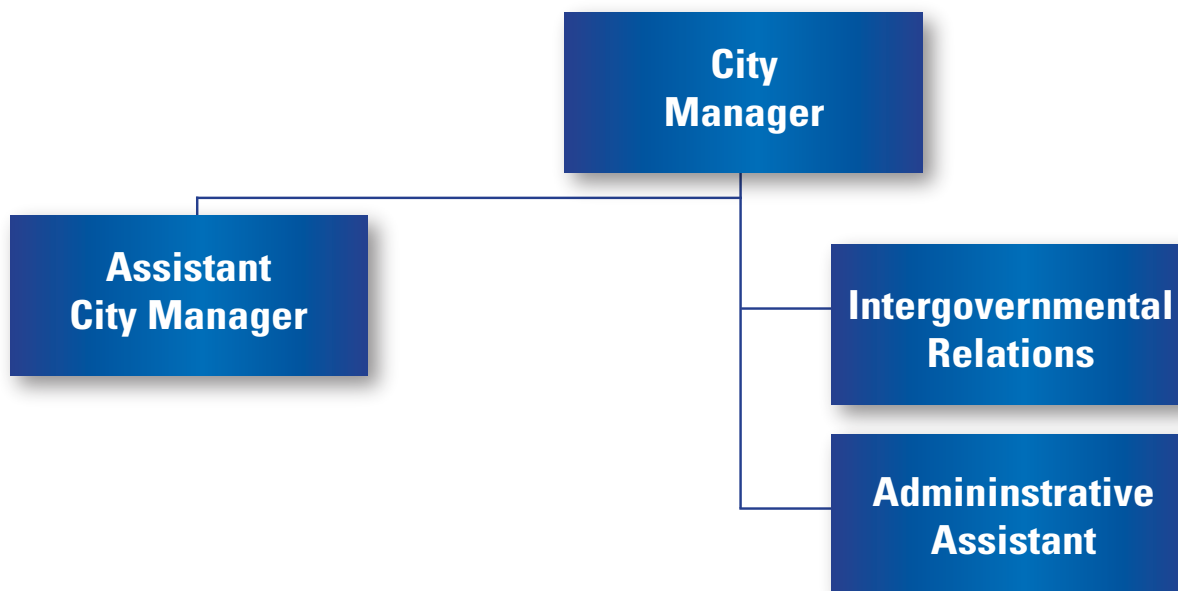 City
Manager
Assistant
City Manager
Intergovernmental
Relations
Admininstrative
Assistant